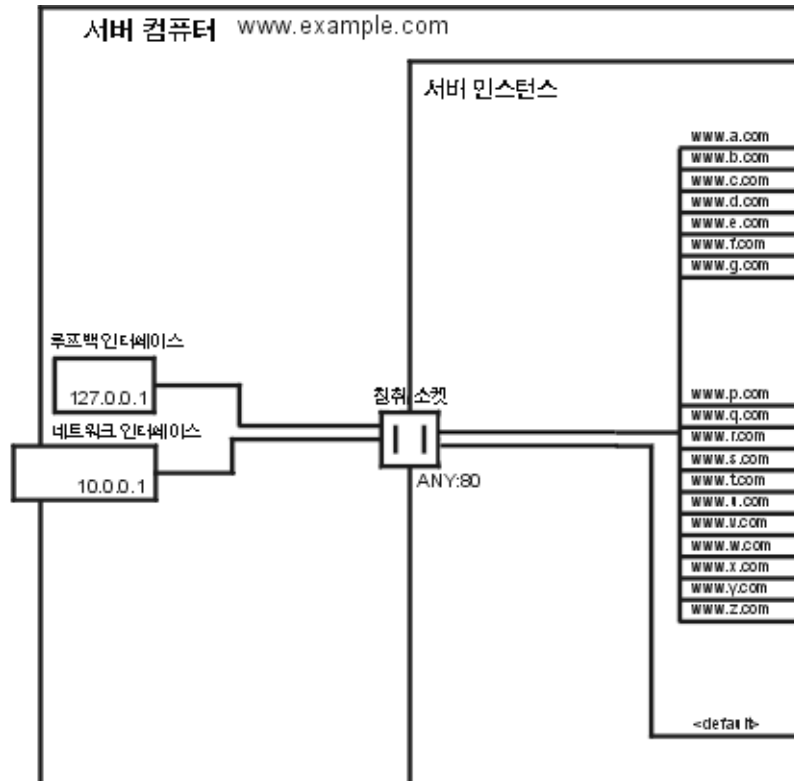 서버 컴퓨터 www.example.com
서버 인스턴스
www.a.com
www.b.com
www.c.com
www.d.com
www.e.com
www.f.com
www.g.com
루프백 인터페이스
127.0.0.1
네트워크 인터페이스
10.0.0.1
청취 소켓
ANY:80
www.p.com
www.q.com
www.r.com
www.s.com
www.t.com
www.u.com
www.v.com
www.w.com
www.x.com
www.y.com
www.z.com
<default>